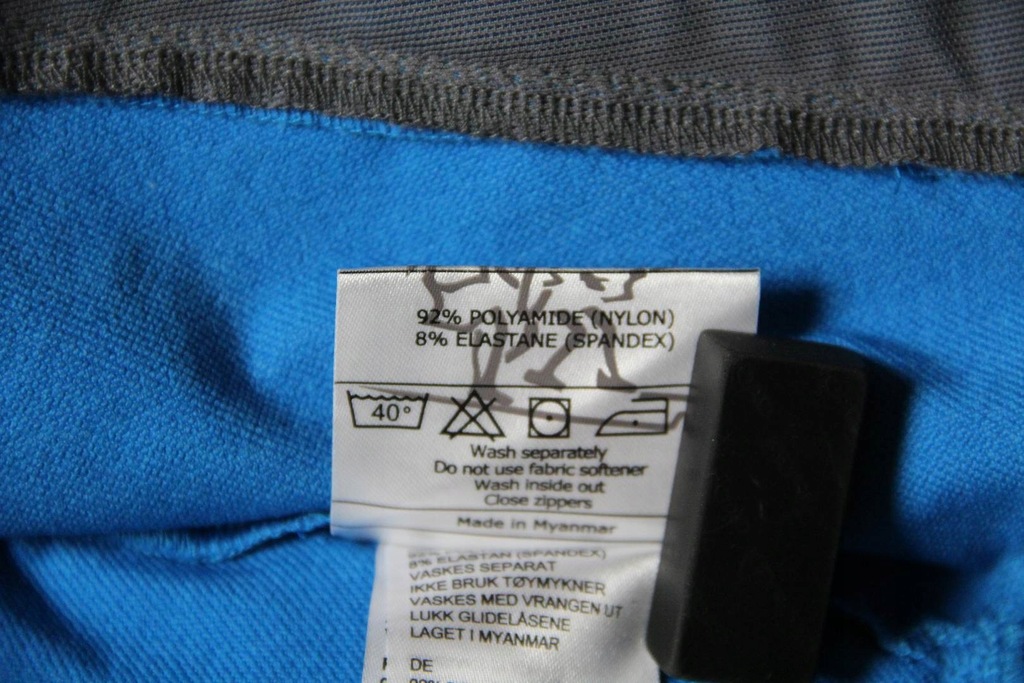 92% POLYAMIDE (NYLON)
8% ELASTANE (SPANDEX)
40°
Wash separately
Do not use fabric softener
Wash inside out
Close zippers
Made in Myanmar
8% ELASTAN (SPANDEX)
VASKES SEPARAT
IKKE BRUK TØYMYKNER
VASKES MED VRANGEN UT
LUKK GLIDELÅSENE
LAGET I MYANMAR
DE